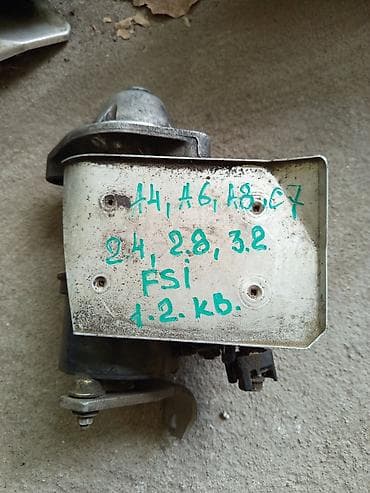 A4, A6, A8, C7
2.4, 2.8, 3.2
FSi
1.2. КВ.